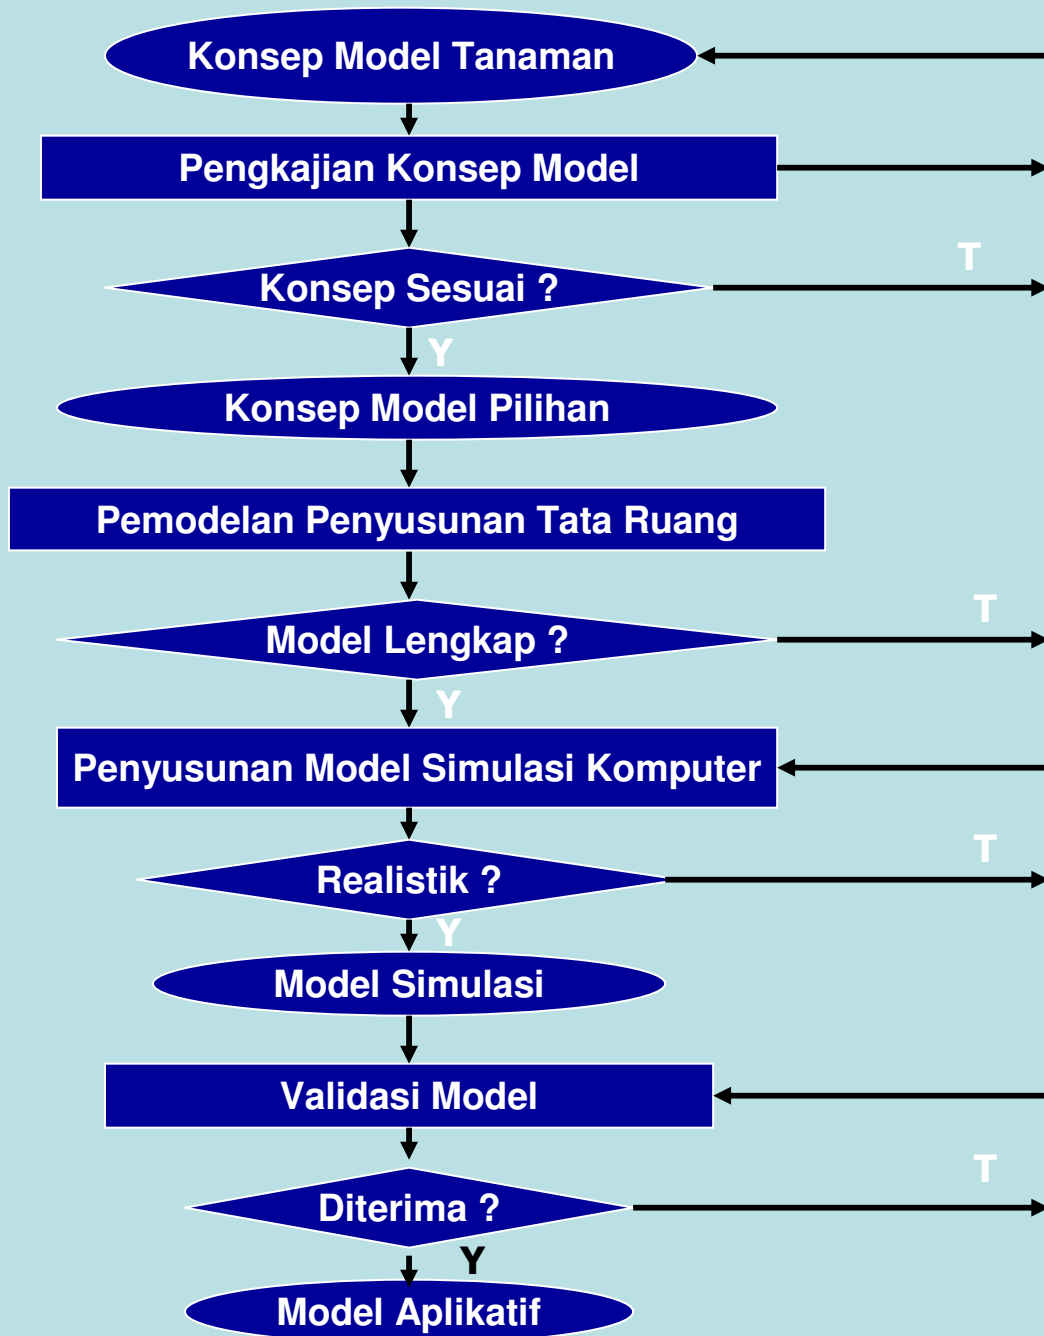 Konsep Model Tanaman
Pengkajian Konsep Model
T
Konsep Sesuai ?
Y
Konsep Model Pilihan
Pemodelan Penyusunan Tata Ruang
T
Model Lengkap ?
Y
Penyusunan Model Simulasi Komputer
T
Realistik ?
Y
Model Simulasi
Validasi Model
T
Diterima ?
Y
Model Aplikatif